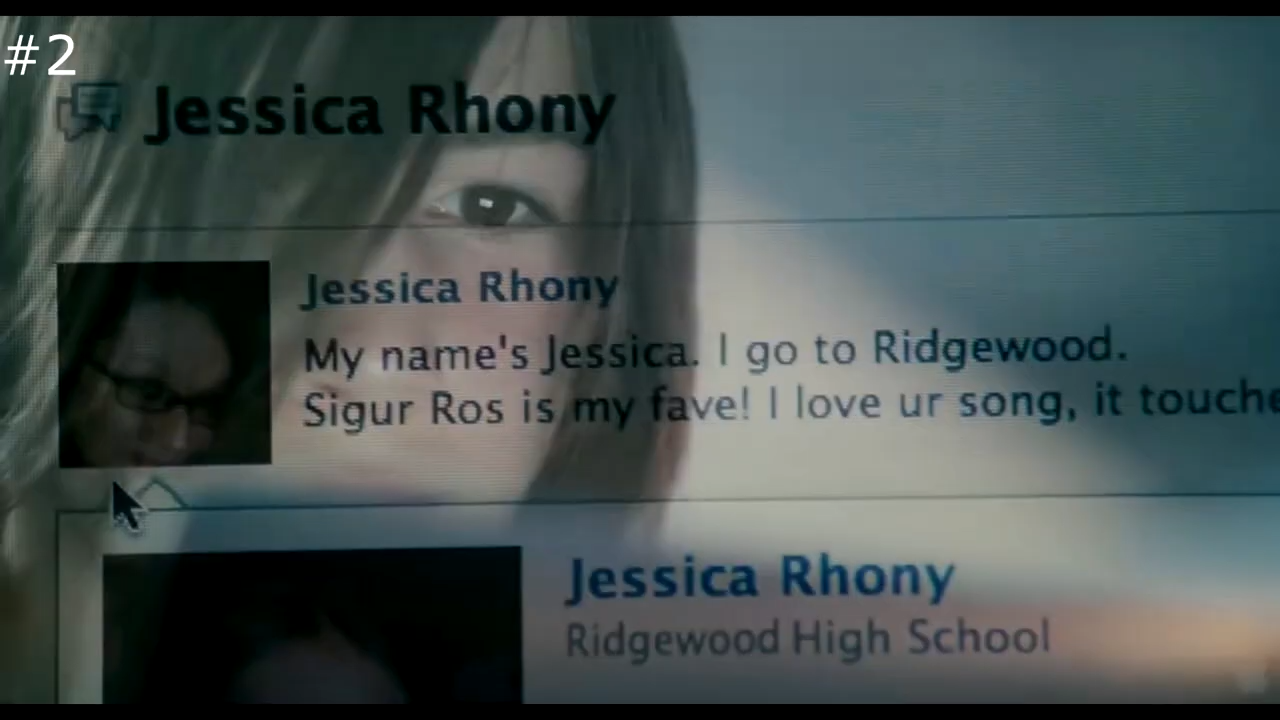 #2
Jessica Rhony
Jessica Rhony
My name's Jessica. I go to Ridgewood.
Sigur Ros is my fave! I love ur song, it touche
Jessica Rhony
Ridgewood High School